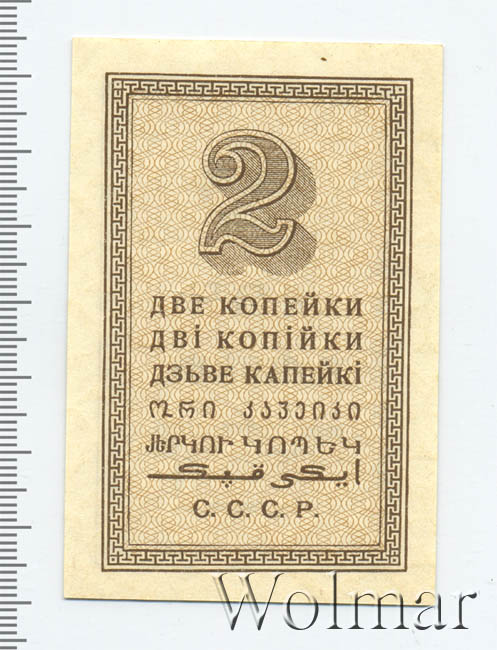 2
ДВЕ КОПЕЙКИ
ДВІ КОПІЙКИ
ДЗЬВЕ КАПЕЙКІ
ორი კაპეიკი
ԵՐԿՈՒ ԿՈՊԵԿ
ایکی قپیک
С. С. С. Р.
Wolmar